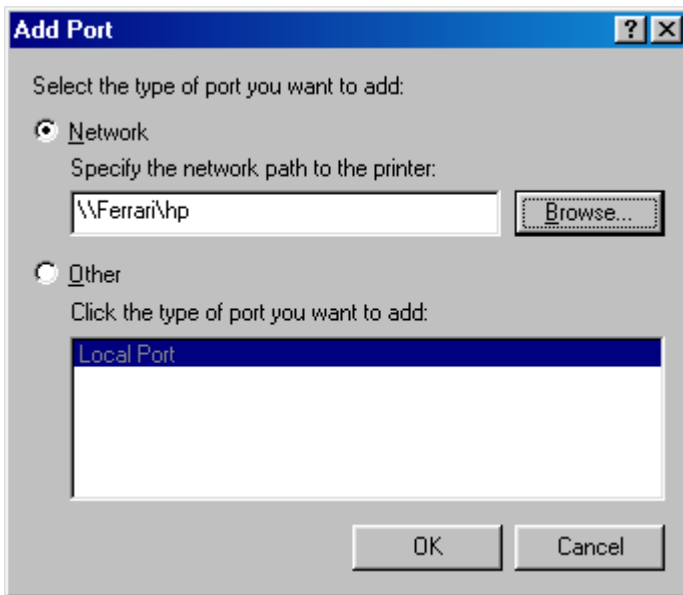 Add Port
Select the type of port you want to add:
Network
Specify the network path to the printer:
\\Ferrari\hp
Browse...
Other
Click the type of port you want to add:
Local Port
OK
Cancel